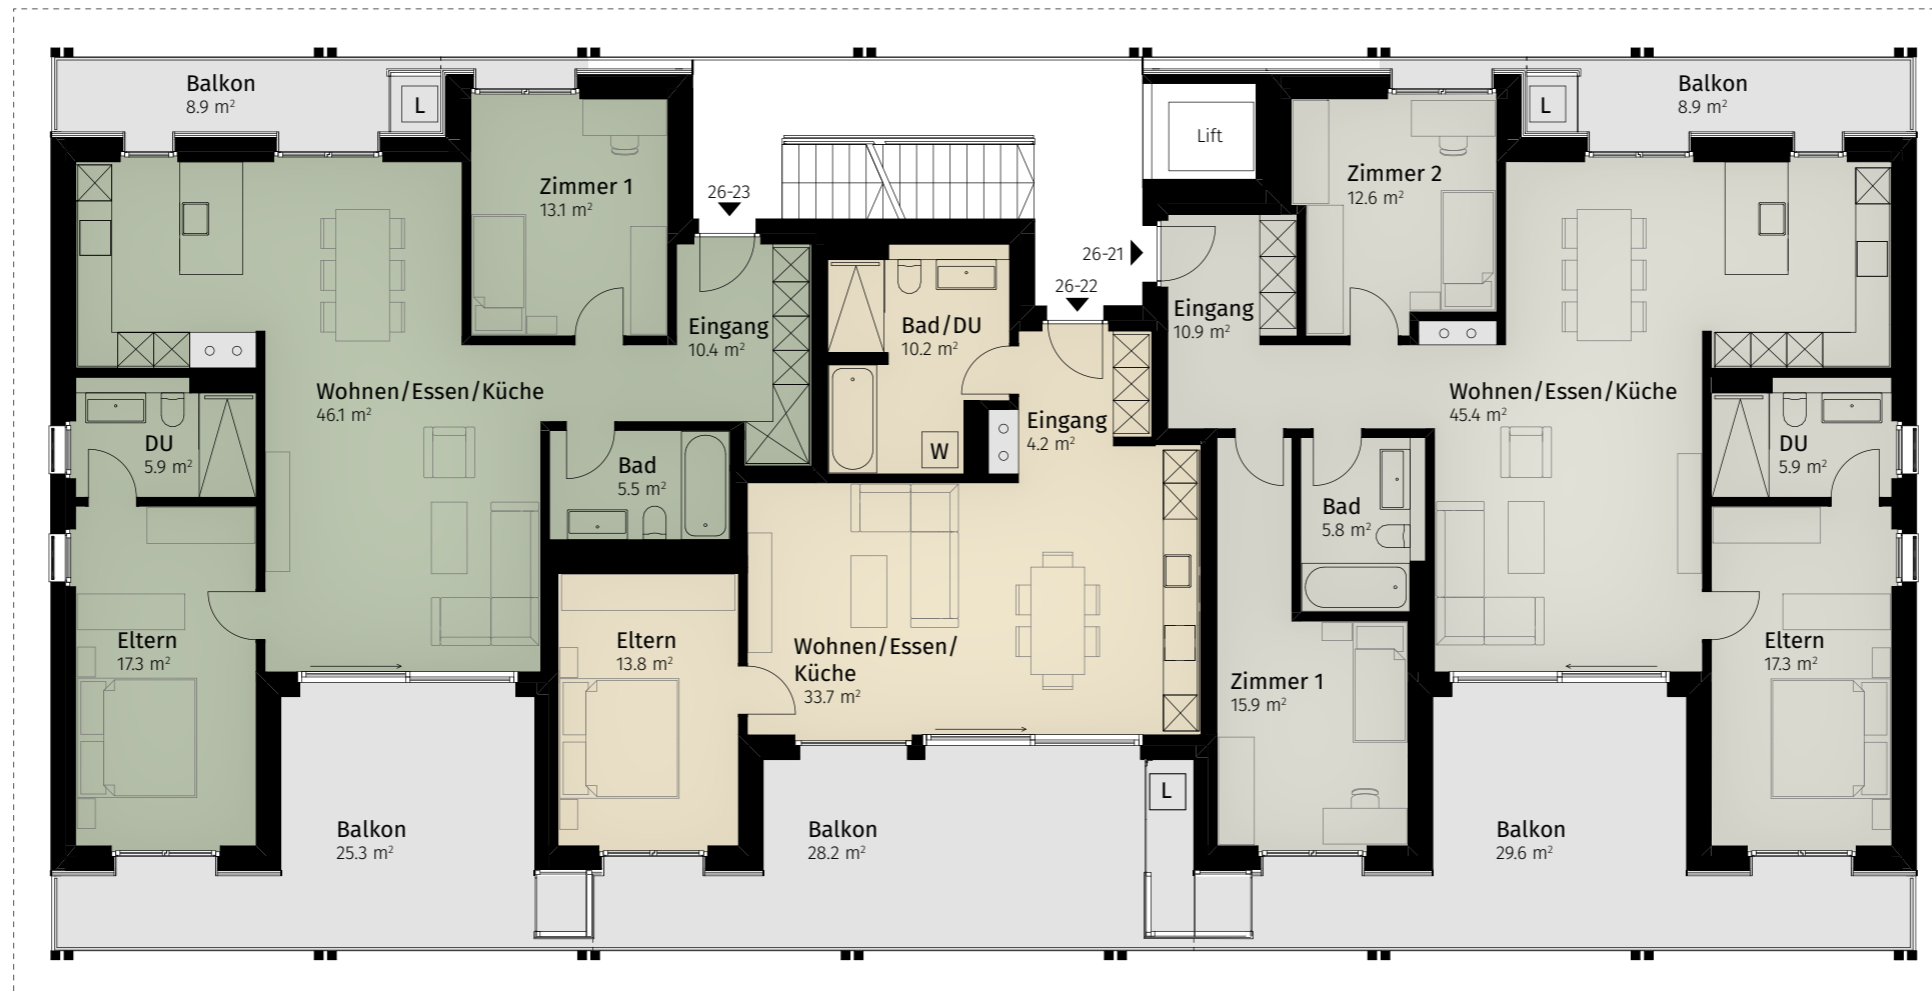 Balkon
8.9 m²
L
Zimmer 1
13.1 m²
26-23
Eingang
10.4 m²
Wohnen/Essen/Küche
46.1 m²
DU
5.9 m²
Bad
5.5 m²
Eltern
17.3 m²
Balkon
25.3 m²
Bad/DU
10.2 m²
W
26-22
Eingang
4.2 m²
Eltern
13.8 m²
Wohnen/Essen/
Küche
33.7 m²
Balkon
28.2 m²
L
Lift
26-21
Eingang
10.9 m²
Zimmer 2
12.6 m²
L
Balkon
8.9 m²
Wohnen/Essen/Küche
45.4 m²
DU
5.9 m²
Bad
5.8 m²
Zimmer 1
15.9 m²
Eltern
17.3 m²
Balkon
29.6 m²